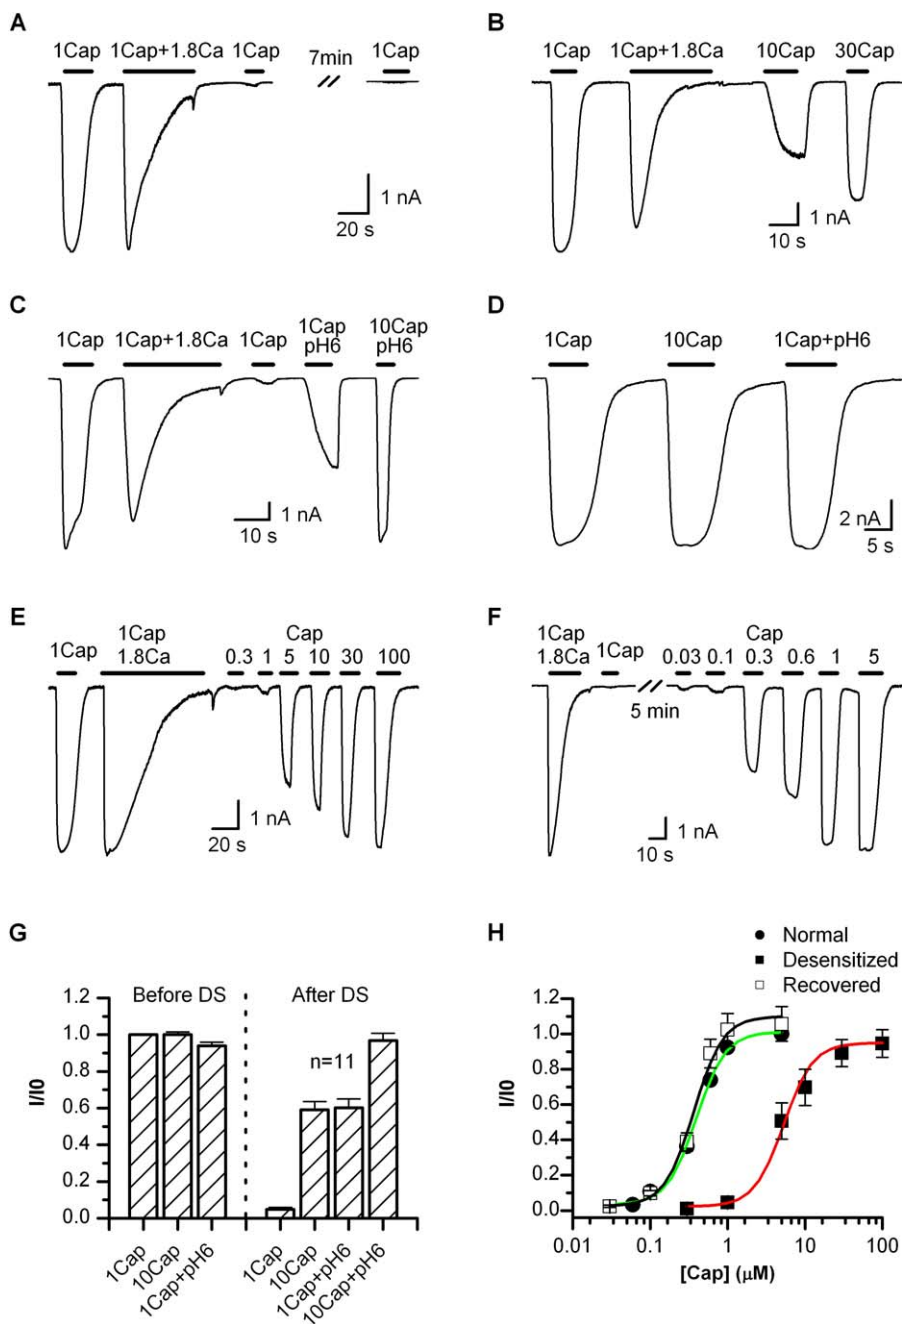 A
1Cap 1Cap+1.8Ca 1Cap 7min 1Cap
1 nA
20 s
B
1Cap 1Cap+1.8Ca 10Cap 30Cap
1 nA
10 s
C
1Cap 1Cap+1.8Ca 1Cap 1Cap 10Cap
pH6 pH6
1 nA
10 s
D
1Cap 10Cap 1Cap+pH6
2 nA
5 s
E
1Cap 1Cap Cap
1.8Ca 0.3 1 5 10 30 100
1 nA
20 s
F
1Cap Cap
1.8Ca 1Cap 0.03 0.1 0.3 0.6 1 5
5 min
1 nA
10 s
G
Before DS After DS
n=11
I/I0
1.2
1.0
0.8
0.6
0.4
0.2
0.0
1Cap 10Cap 1Cap+pH6 1Cap 10Cap 1Cap+pH6 10Cap+pH6
H
Normal
Desensitized
Recovered
I/I0
1.2
1.0
0.8
0.6
0.4
0.2
0.0
0.01 0.1 1 10 100
[Cap] (μM)